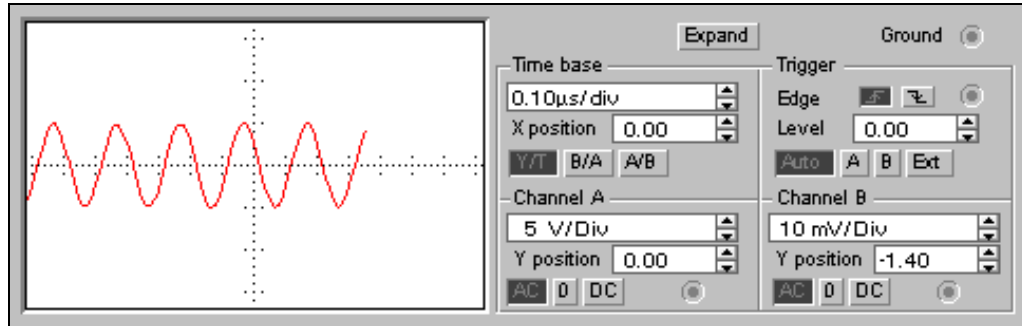 Expand Ground
Time base
0.10µs/div
X position 0.00
Y/T B/A A/B
Trigger
Edge
Level 0.00
Auto A B Ext
Channel A
5 V/Div
Y position 0.00
AC 0 DC
Channel B
10 mV/Div
Y position -1.40
AC 0 DC